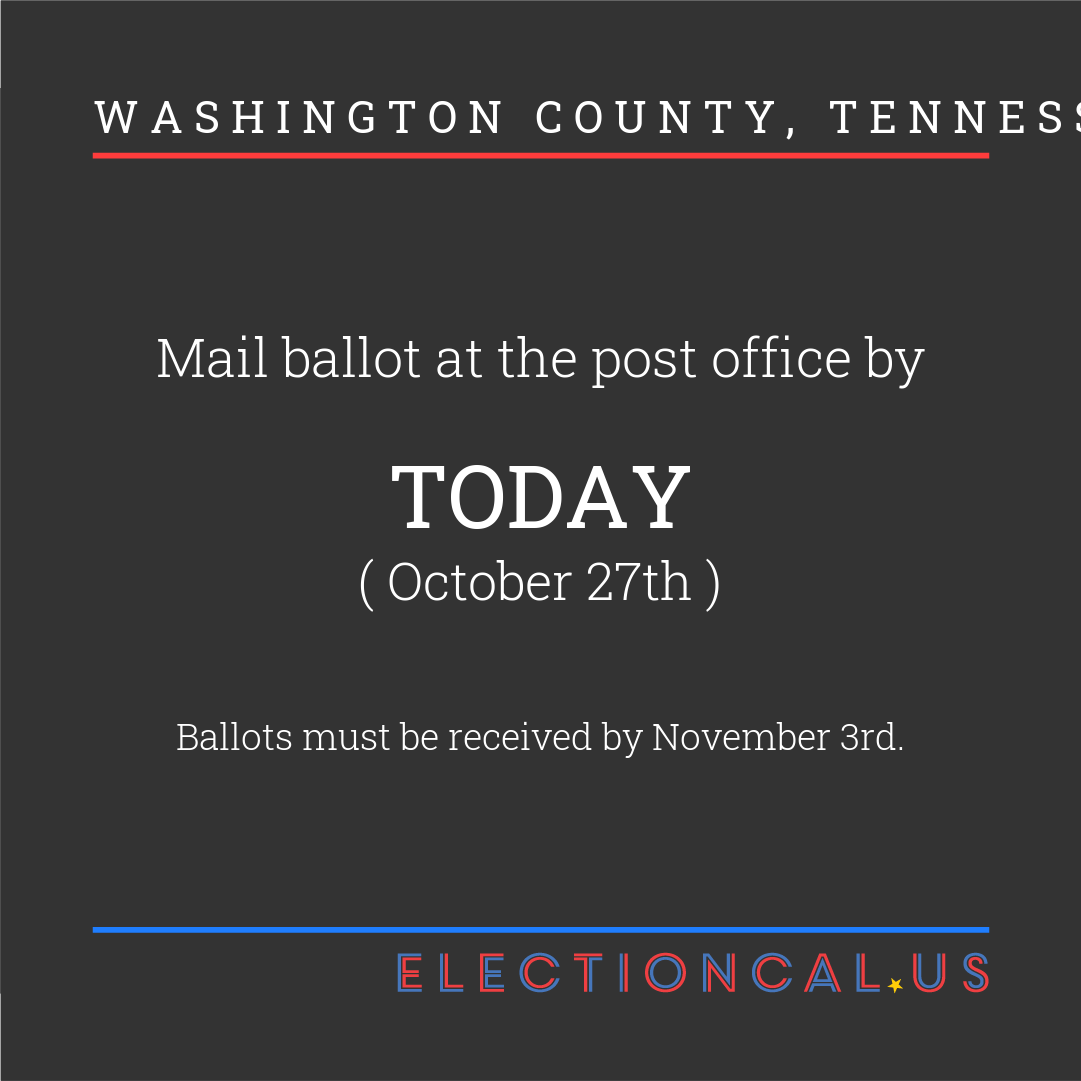 WASHINGTON COUNTY, TENNESS
Mail ballot at the post office by
TODAY
( October 27th )
Ballots must be received by November 3rd.
ELECTIONCAL.US